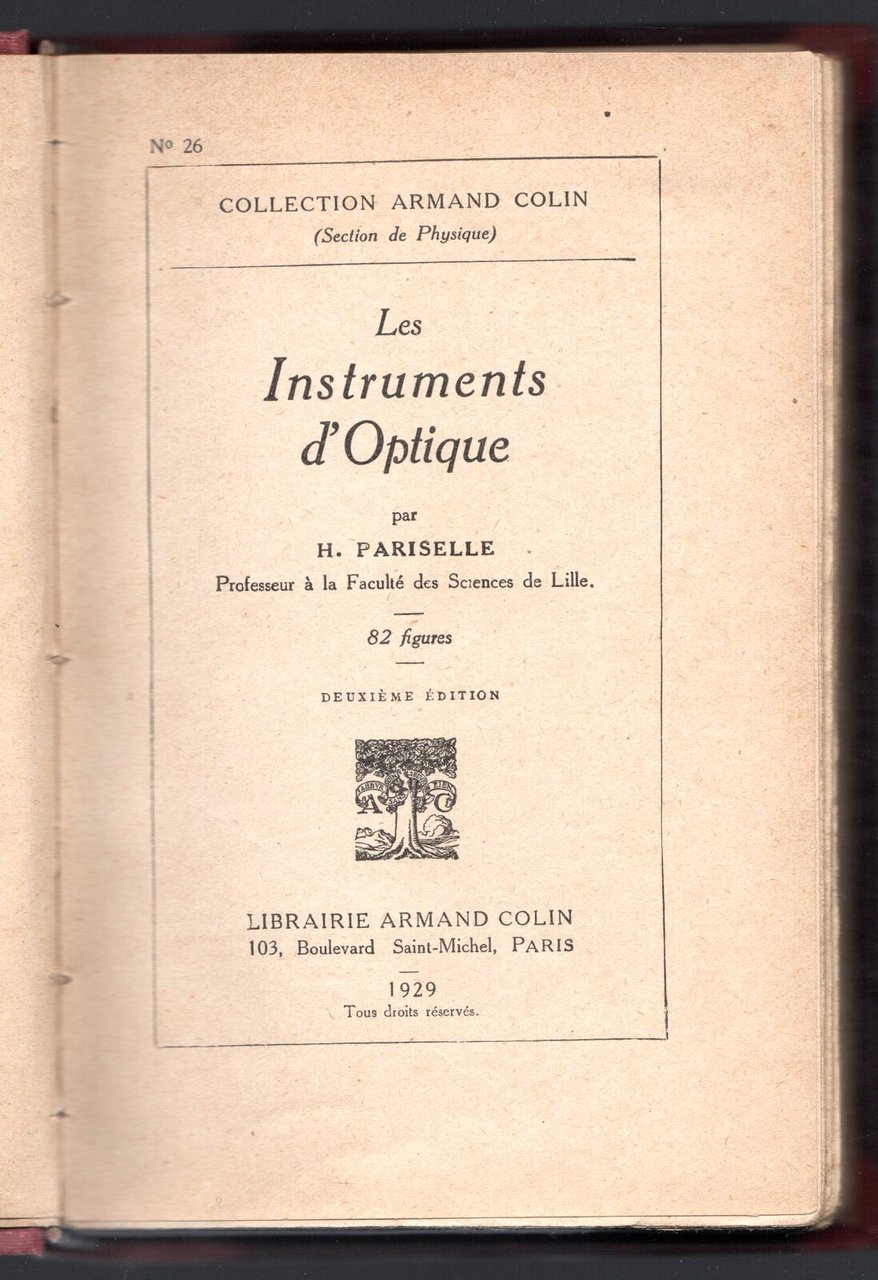 Nº 26
COLLECTION ARMAND COLIN
(Section de Physique)
Les
Instruments
d'Optique
par
H. PARISELLE
Professeur à la Faculté des Sciences de Lille.
82 figures
DEUXIÈME ÉDITION
A C
LIBRAIRIE ARMAND COLIN
103, Boulevard Saint-Michel, PARIS
1929
Tous droits réservés.